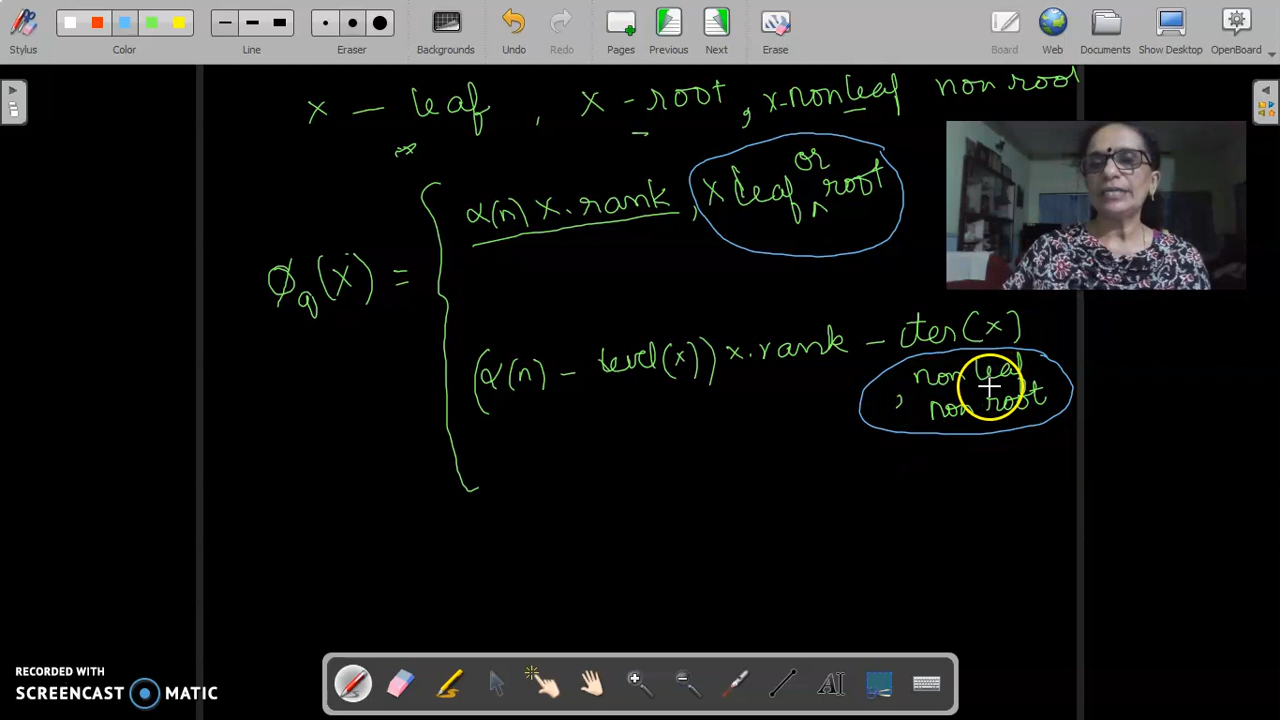 Stylus
Color
Line
Eraser
Backgrounds
Undo
Redo
Pages
Previous
Next
Erase
Board
Web
Documents
Show Desktop
OpenBoard
x – leaf , x - root , x-nonleaf non root
α(n) x.rank , x leaf or root
φq(x) =
(α(n) – level(x)) x.rank – iter(x)
, non leaf
non root
RECORDED WITH
SCREENCAST MATIC
AI